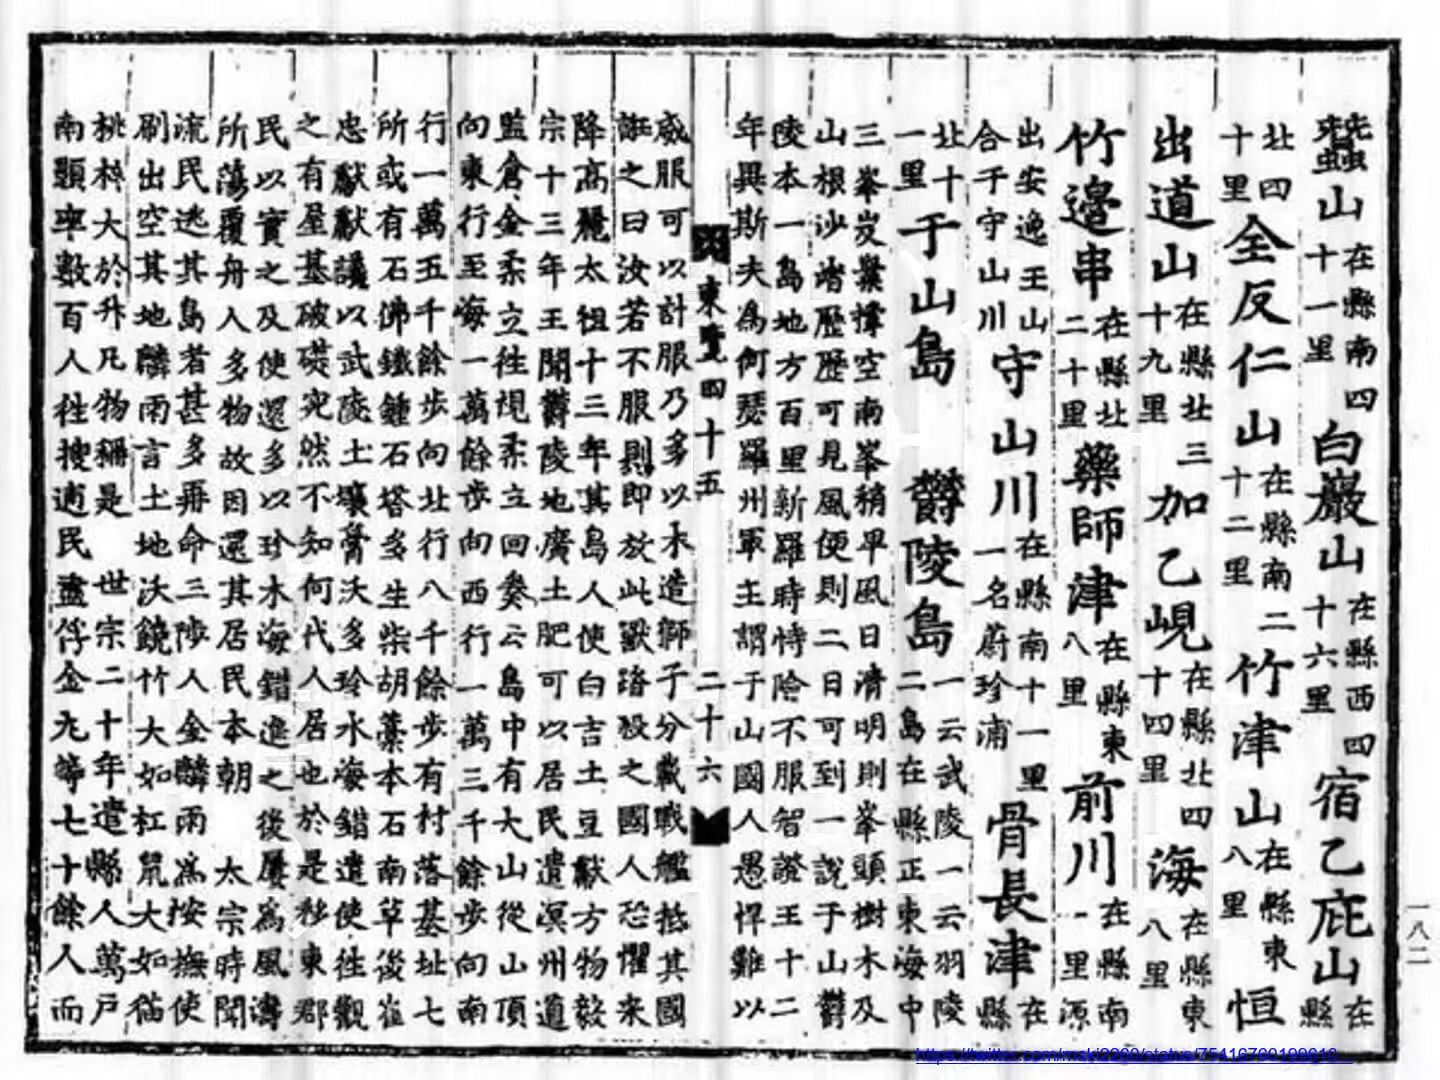 蠶山在縣南四十一里白巖山在縣西四十六里宿乙庇山在縣
北四十里全反仁山在縣南二十二里竹津山在縣東八里恒
出道山在縣北三十九里加乙峴在縣北四十四里海在縣東八里
竹邊串在縣北二十里藥師津在縣東八里前川在縣南一里源
出安逸王山合于守山川守山川在縣南十一里一名蔚珍浦骨長津在縣
北十一里于山島 鬱陵島一云武陵一云羽陵二島在縣正東海中
三峯岌嶪撐空南峯稍卑風日淸明則峯頭樹木及
山根沙渚歷歷可見風便則二日可到一說于山鬱
陵本一島地方百里新羅時恃險不服智證王十二
年異斯夫爲何瑟羅州軍主謂于山國人愚悍難以
東覽四十五 二十六
威服可以計服乃多以木造獅子分載戰艦抵其國
誑之曰汝若不服則即放此獸踏殺之國人恐懼來
降高麗太祖十三年其島人使白吉土豆獻方物毅
宗十三年王聞鬱陵地廣土肥可以居民遣溟州道
監倉金柔立往視柔立回奏云島中有大山從山頂
向東行至海一萬餘步向西行一萬三千餘步向南
行一萬五千餘步向北行八千餘步有村落基址七
所或有石佛鐵鍾石塔多生柴胡藁本石南草後崔
忠獻獻議以武陵土壤膏沃多珍木海錯遣使往觀
之有屋基破礎宛然不知何代人居也於是移東郡
民以實之及使還多以珍木海錯進之後屢爲風濤
所蕩覆舟人多物故因還其居民本朝 太宗時聞
流民逃其島者甚多再命三陟人金麟雨爲按撫使
刷出空其地麟雨言土地沃饒竹大如杠鼠大如猫
桃核大於升凡物稱是 世宗二十年遣縣人萬戶
南顥率數百人往搜逋民盡俘金丸等七十餘人而
一八二